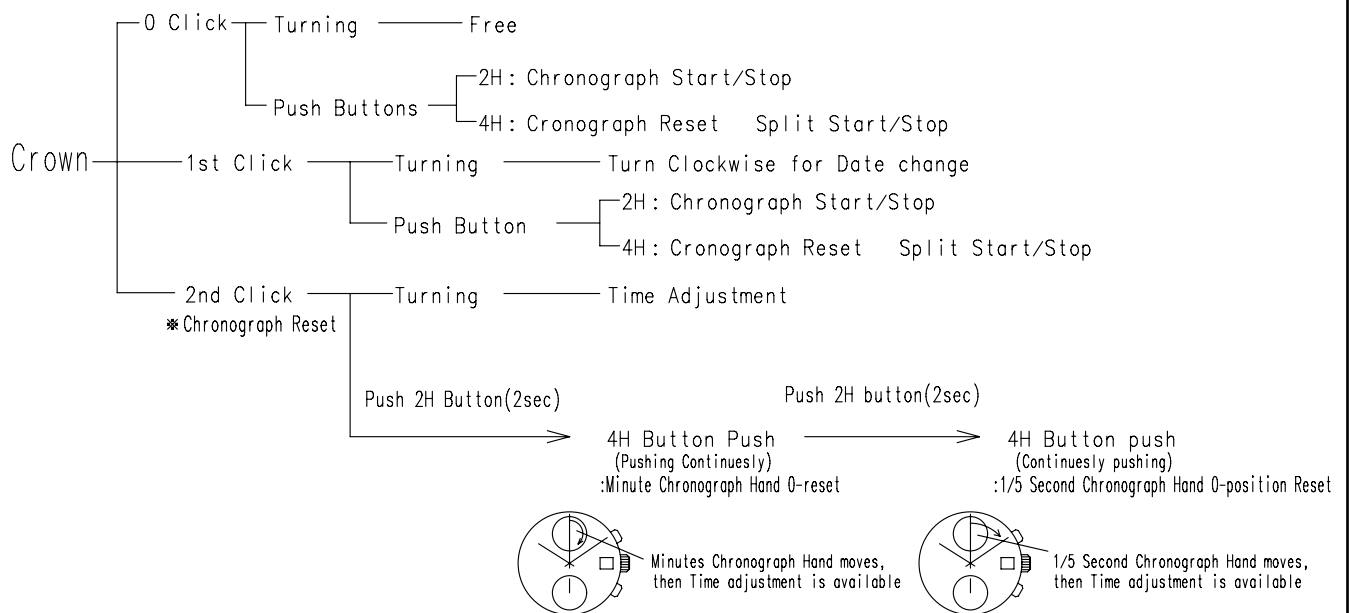 0 Click Turning Free
Push Buttons
2H: Chronograph Start/Stop
4H: Cronograph Reset Split Start/Stop
Crown
1st Click Turning Turn Clockwise for Date change
Push Button
2H: Chronograph Start/Stop
4H: Cronograph Reset Split Start/Stop
2nd Click Turning Time Adjustment
※Chronograph Reset
Push 2H Button(2sec)
4H Button Push
(Pushing Continuesly)
:Minute Chronograph Hand 0-reset
Push 2H button(2sec)
4H Button push
(Continuesly pushing)
:1/5 Second Chronograph Hand 0-position Reset
Minutes Chronograph Hand moves,
then Time adjustment is available
1/5 Second Chronograph Hand moves,
then Time adjustment is available